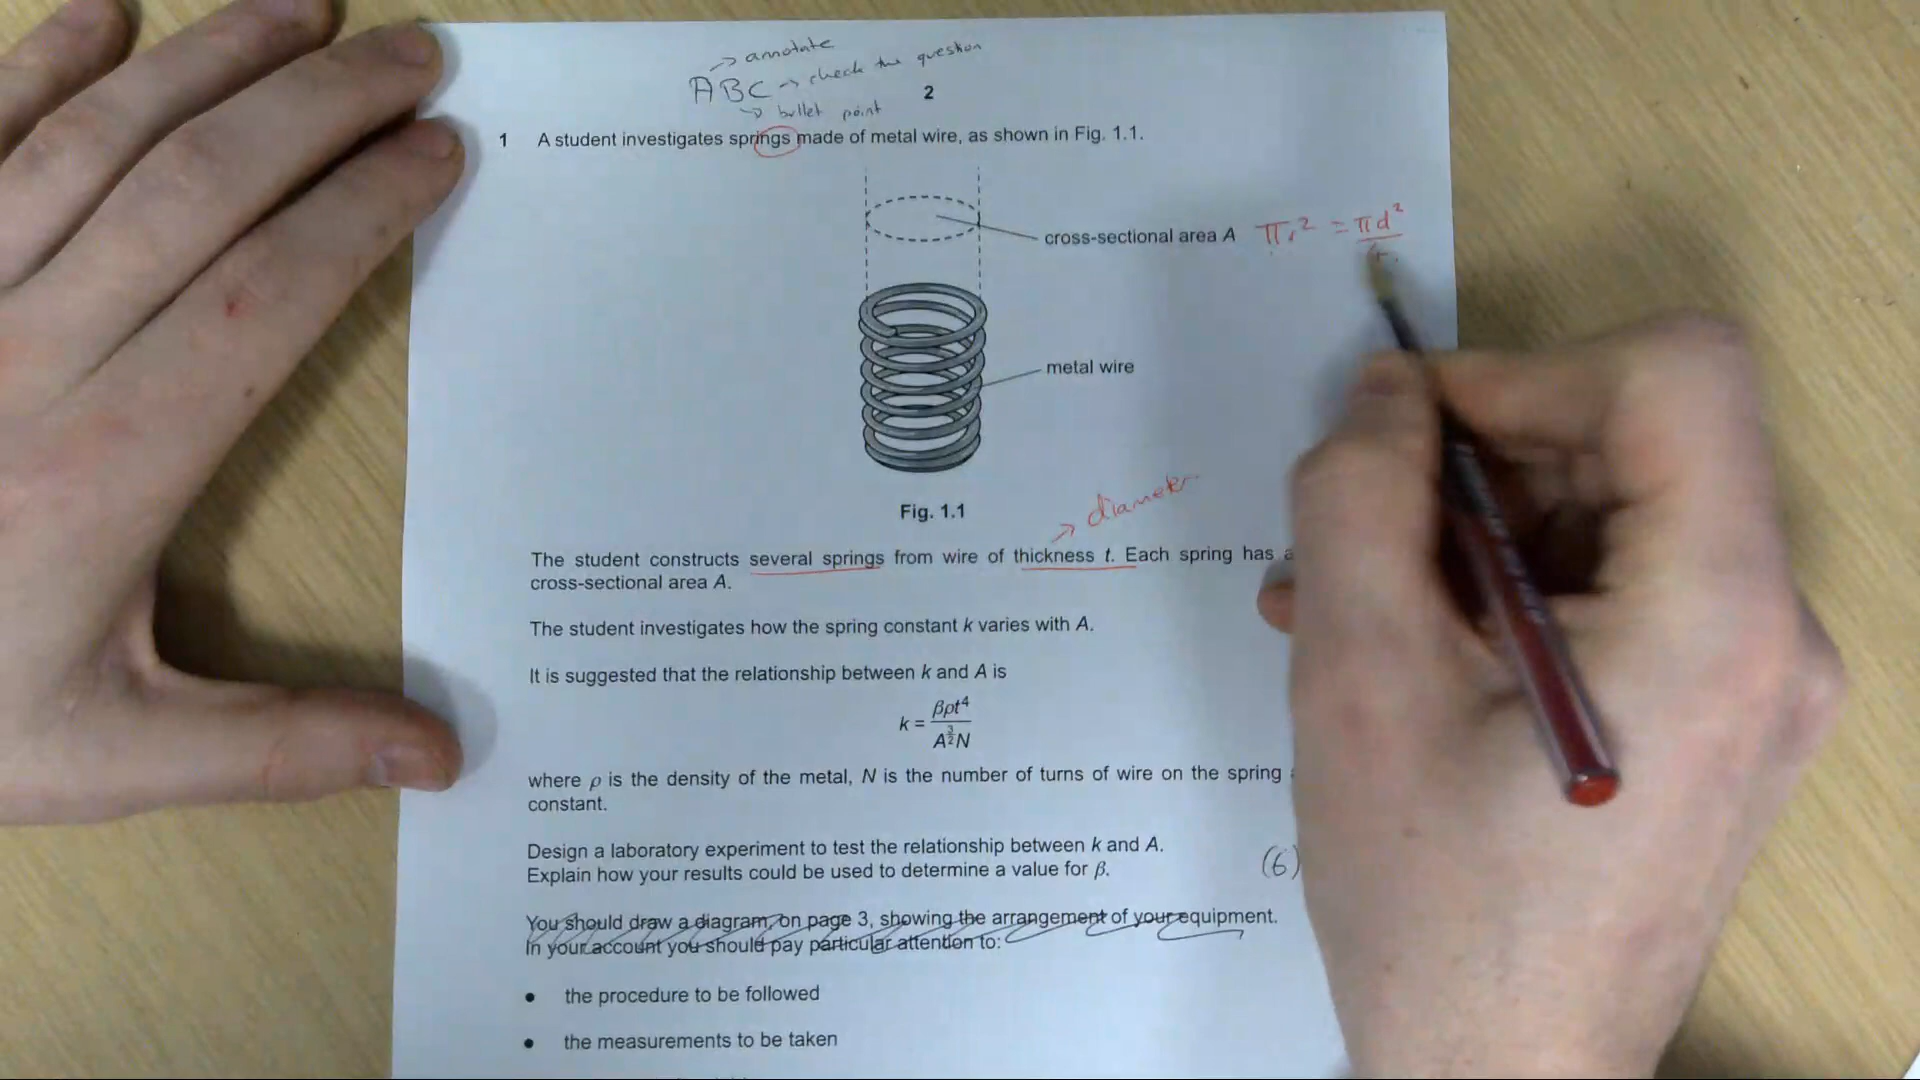 → annotate
ABC → check the question
→ bullet point
2
1 A student investigates springs made of metal wire, as shown in Fig. 1.1.
cross-sectional area A πr² = πd²/4
metal wire
Fig. 1.1
→ diameter
The student constructs several springs from wire of thickness t. Each spring has a
cross-sectional area A.
The student investigates how the spring constant k varies with A.
It is suggested that the relationship between k and A is
k = βρt⁴ / A^(3/2)N
where ρ is the density of the metal, N is the number of turns of wire on the spring
constant.
Design a laboratory experiment to test the relationship between k and A.
Explain how your results could be used to determine a value for β.
(6)
You should draw a diagram, on page 3, showing the arrangement of your equipment.
In your account you should pay particular attention to:
• the procedure to be followed
• the measurements to be taken